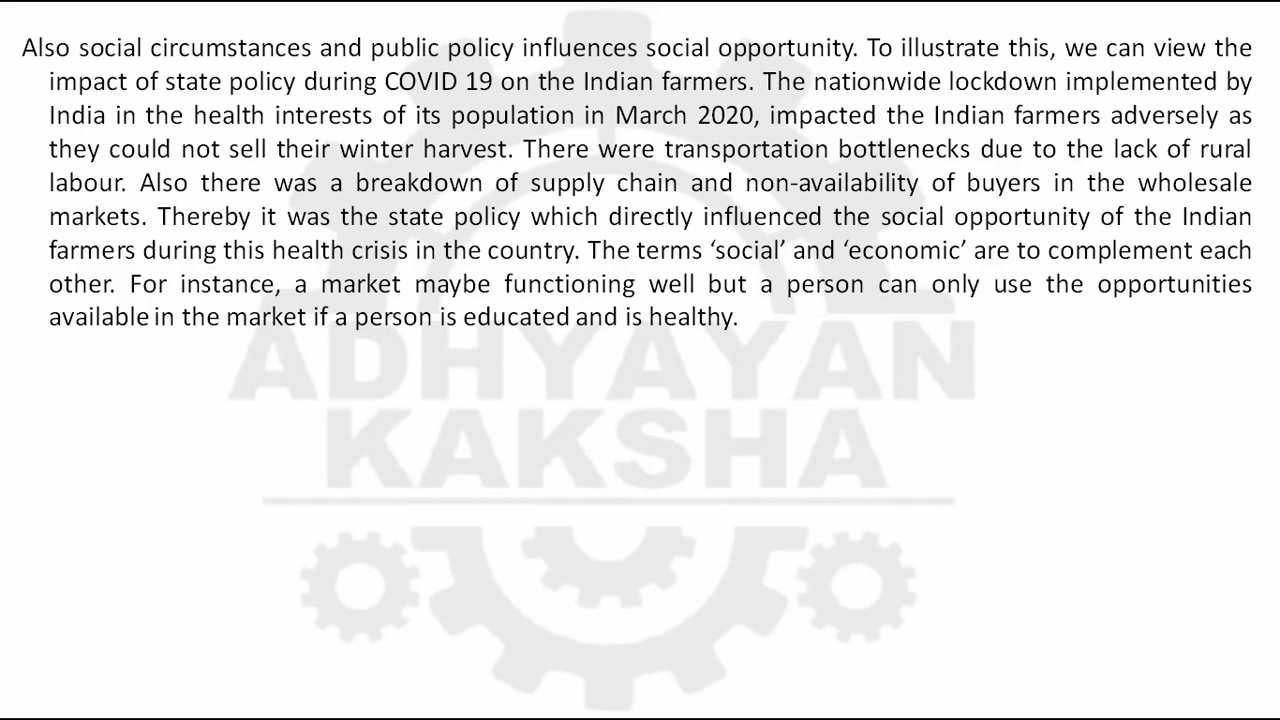 Also social circumstances and public policy influences social opportunity. To illustrate this, we can view the
impact of state policy during COVID 19 on the Indian farmers. The nationwide lockdown implemented by
India in the health interests of its population in March 2020, impacted the Indian farmers adversely as
they could not sell their winter harvest. There were transportation bottlenecks due to the lack of rural
labour. Also there was a breakdown of supply chain and non-availability of buyers in the wholesale
markets. Thereby it was the state policy which directly influenced the social opportunity of the Indian
farmers during this health crisis in the country. The terms ‘social’ and ‘economic’ are to complement each
other. For instance, a market maybe functioning well but a person can only use the opportunities
available in the market if a person is educated and is healthy.
ADHYAYAN
KAKSHA